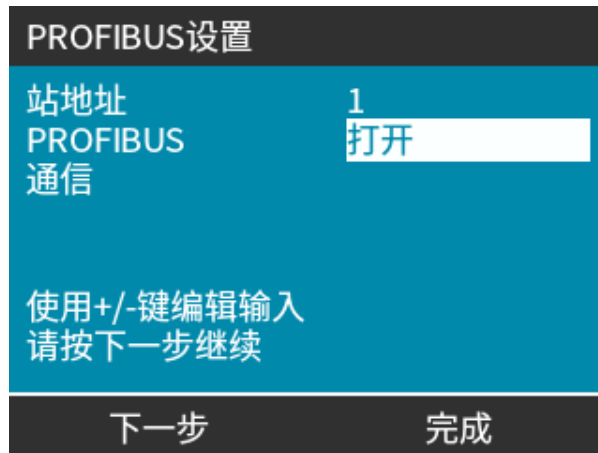 PROFIBUS设置
站地址 1
PROFIBUS 打开
通信
使用+/-键编辑输入
请按下一步继续
下一步 完成